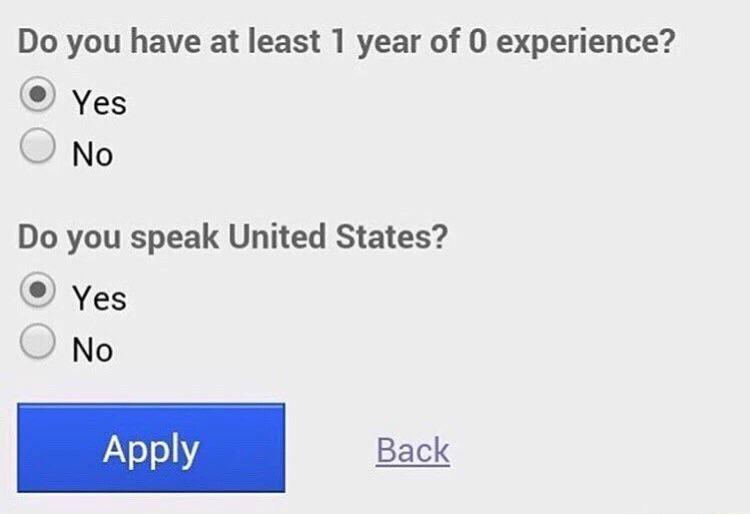 Do you have at least 1 year of 0 experience?
Yes
No
Do you speak United States?
Yes
No
Apply
Back